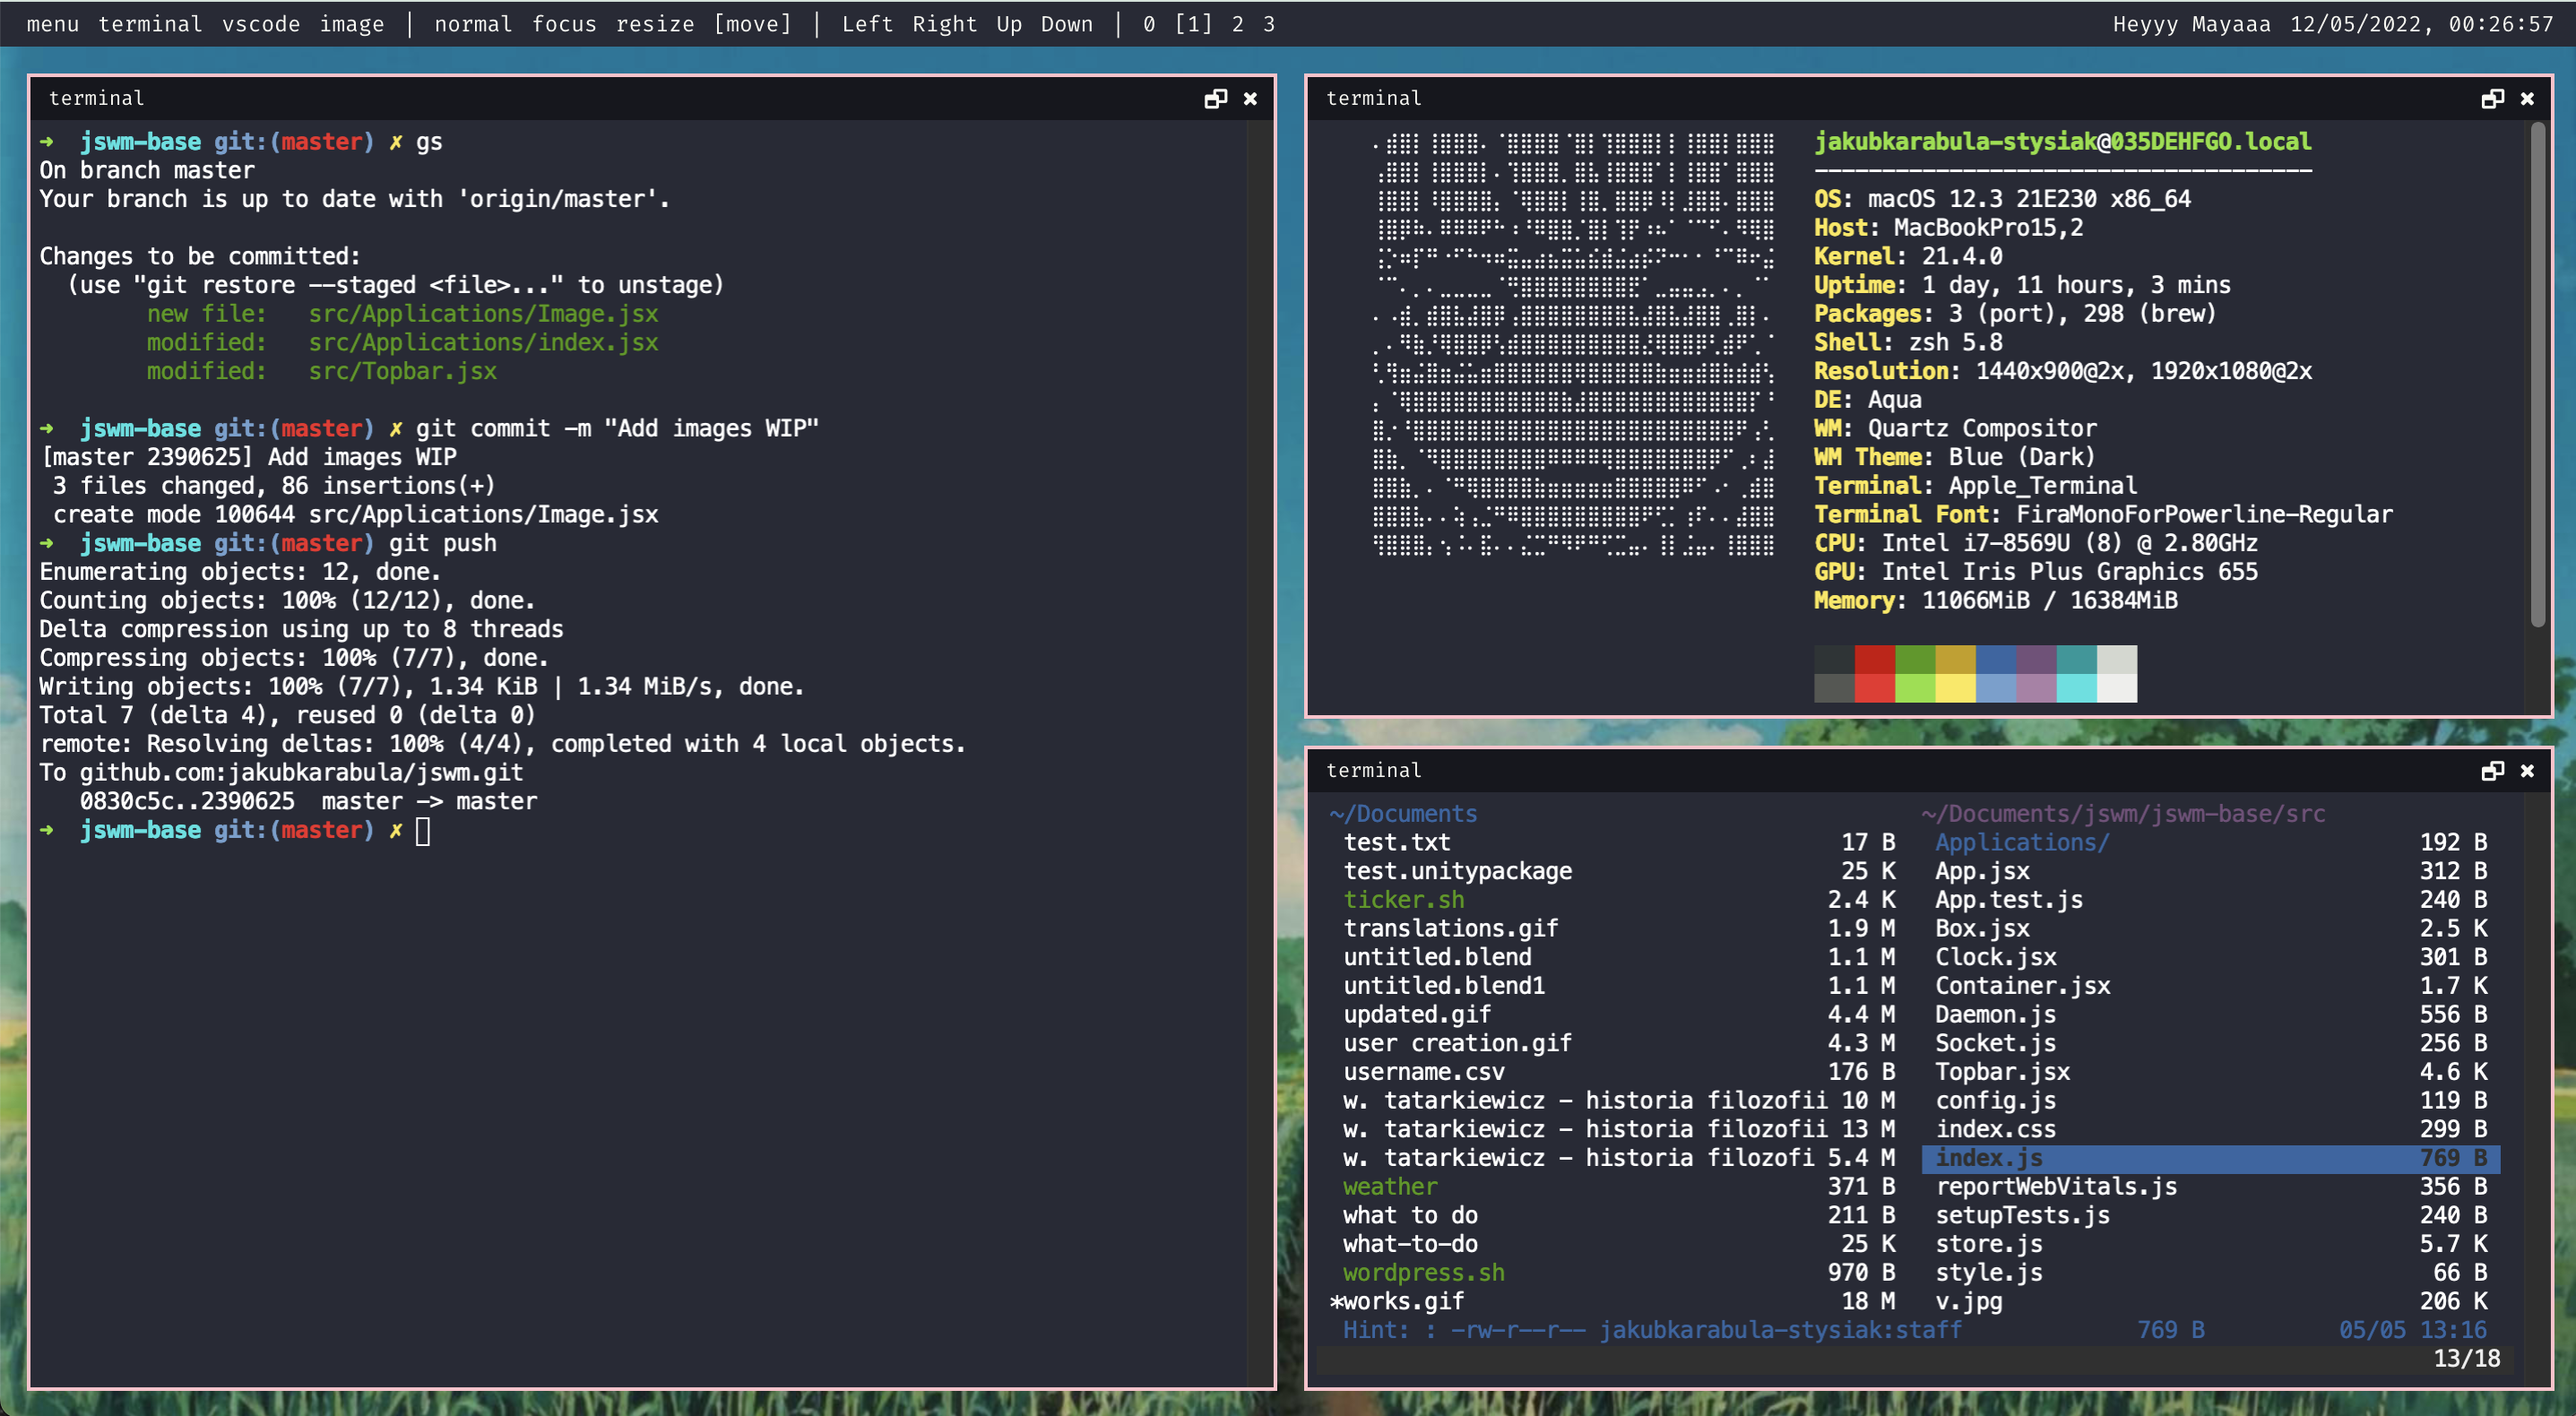 menu terminal vscode image | normal focus resize [move] | Left Right Up Down | 0 [1] 2 3
Heyyy Mayaaa 12/05/2022, 00:26:57
terminal
➜ jswm-base git:(master) ✗ gs
On branch master
Your branch is up to date with 'origin/master'.
Changes to be committed:
(use "git restore --staged <file>..." to unstage)
new file: src/Applications/Image.jsx
modified: src/Applications/index.jsx
modified: src/Topbar.jsx
➜ jswm-base git:(master) ✗ git commit -m "Add images WIP"
[master 2390625] Add images WIP
3 files changed, 86 insertions(+)
create mode 100644 src/Applications/Image.jsx
➜ jswm-base git:(master) git push
Enumerating objects: 12, done.
Counting objects: 100% (12/12), done.
Delta compression using up to 8 threads
Compressing objects: 100% (7/7), done.
Writing objects: 100% (7/7), 1.34 KiB | 1.34 MiB/s, done.
Total 7 (delta 4), reused 0 (delta 0)
remote: Resolving deltas: 100% (4/4), completed with 4 local objects.
To github.com:jakubkarabula/jswm.git
0830c5c..2390625 master -> master
➜ jswm-base git:(master) ✗
terminal
jakubkarabula-stysiak@035DEHFGO.local
-------------------------------------
OS: macOS 12.3 21E230 x86_64
Host: MacBookPro15,2
Kernel: 21.4.0
Uptime: 1 day, 11 hours, 3 mins
Packages: 3 (port), 298 (brew)
Shell: zsh 5.8
Resolution: 1440x900@2x, 1920x1080@2x
DE: Aqua
WM: Quartz Compositor
WM Theme: Blue (Dark)
Terminal: Apple_Terminal
Terminal Font: FiraMonoForPowerline-Regular
CPU: Intel i7-8569U (8) @ 2.80GHz
GPU: Intel Iris Plus Graphics 655
Memory: 11066MiB / 16384MiB
terminal
~/Documents
test.txt 17 B
test.unitypackage 25 K
ticker.sh 2.4 K
translations.gif 1.9 M
untitled.blend 1.1 M
untitled.blend1 1.1 M
updated.gif 4.4 M
user creation.gif 4.3 M
username.csv 176 B
w. tatarkiewicz - historia filozofii 10 M
w. tatarkiewicz - historia filozofii 13 M
w. tatarkiewicz - historia filozofi 5.4 M
weather 371 B
what to do 211 B
what-to-do 25 K
wordpress.sh 970 B
*works.gif 18 M
~/Documents/jswm/jswm-base/src
Applications/ 192 B
App.jsx 312 B
App.test.js 240 B
Box.jsx 2.5 K
Clock.jsx 301 B
Container.jsx 1.7 K
Daemon.js 556 B
Socket.js 256 B
Topbar.jsx 4.6 K
config.js 119 B
index.css 299 B
index.js 769 B
reportWebVitals.js 356 B
setupTests.js 240 B
store.js 5.7 K
style.js 66 B
v.jpg 206 K
Hint: : -rw-r--r-- jakubkarabula-stysiak:staff 769 B 05/05 13:16
13/18